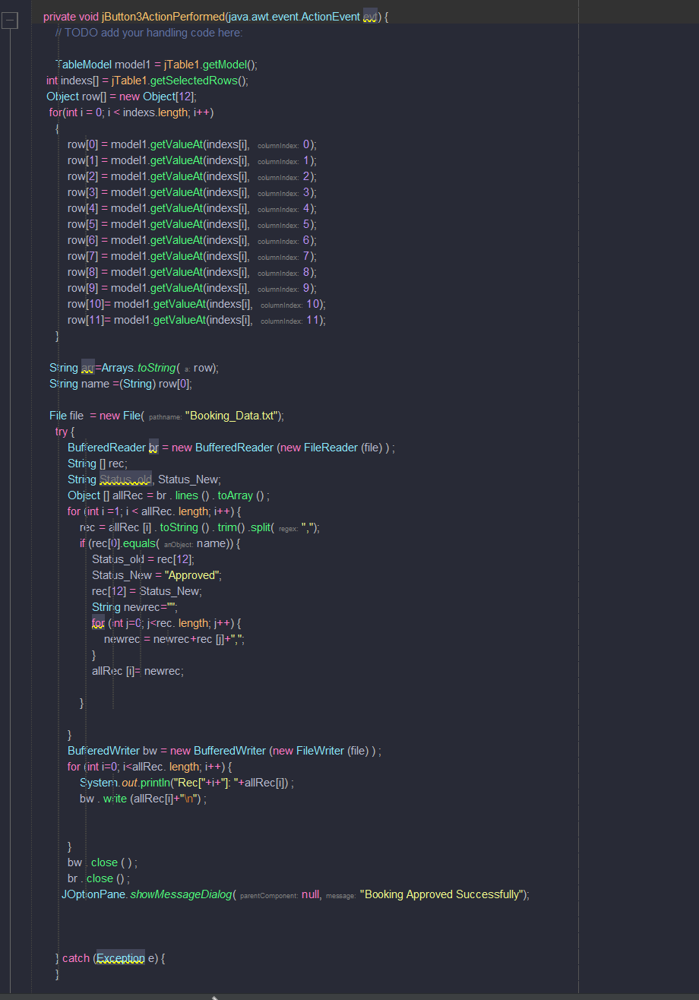 private void jButton3ActionPerformed(java.awt.event.ActionEvent evt) {
// TODO add your handling code here:
TableModel model1 = jTable1.getModel();
int indexs[] = jTable1.getSelectedRows();
Object row[] = new Object[12];
for(int i = 0; i < indexs.length; i++)
{
row[0] = model1.getValueAt(indexs[i], columnIndex: 0);
row[1] = model1.getValueAt(indexs[i], columnIndex: 1);
row[2] = model1.getValueAt(indexs[i], columnIndex: 2);
row[3] = model1.getValueAt(indexs[i], columnIndex: 3);
row[4] = model1.getValueAt(indexs[i], columnIndex: 4);
row[5] = model1.getValueAt(indexs[i], columnIndex: 5);
row[6] = model1.getValueAt(indexs[i], columnIndex: 6);
row[7] = model1.getValueAt(indexs[i], columnIndex: 7);
row[8] = model1.getValueAt(indexs[i], columnIndex: 8);
row[9] = model1.getValueAt(indexs[i], columnIndex: 9);
row[10]= model1.getValueAt(indexs[i], columnIndex: 10);
row[11]= model1.getValueAt(indexs[i], columnIndex: 11);
}
String arr=Arrays.toString( a: row);
String name =(String) row[0];
File file = new File( pathname: "Booking_Data.txt");
try {
BufferedReader br = new BufferedReader (new FileReader (file) ) ;
String [] rec;
String Status_old, Status_New;
Object [] allRec = br . lines () . toArray () ;
for (int i =1; i < allRec. length; i++) {
rec = allRec [i] . toString () . trim() .split( regex: ",");
if (rec[0].equals( anObject: name)) {
Status_old = rec[12];
Status_New = "Approved";
rec[12] = Status_New;
String newrec="";
for (int j=0; j<rec. length; j++) {
newrec = newrec+rec [j]+",";
}
allRec [i]= newrec;
}
}
BufferedWriter bw = new BufferedWriter (new FileWriter (file) ) ;
for (int i=0; i<allRec. length; i++) {
System.out.println("Rec["+i+"]: "+allRec[i]) ;
bw . write (allRec[i]+"\n") ;
}
bw . close ( ) ;
br . close () ;
JOptionPane.showMessageDialog( parentComponent: null, message: "Booking Approved Successfully");
} catch (Exception e) {
}